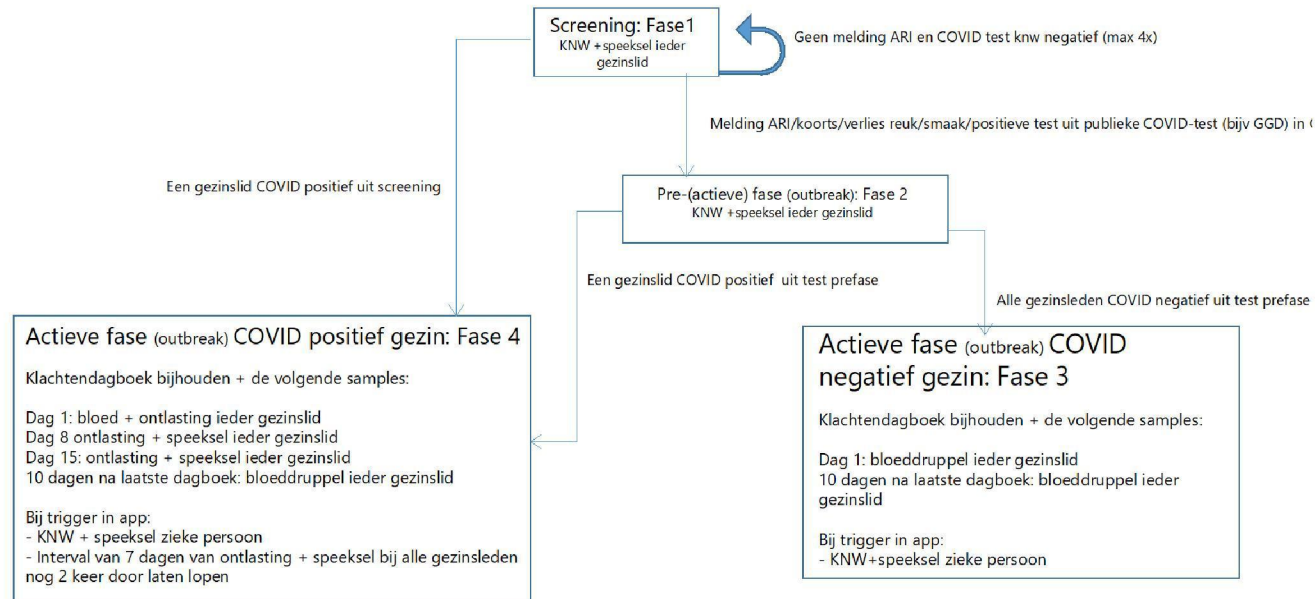 Screening: Fase1
KNW +speeksel ieder
gezinslid
Geen melding ARI en COVID test knw negatief (max 4x)
Melding ARI/koorts/verlies reuk/smaak/positieve test uit publieke COVID-test (bijv GGD) in
Een gezinslid COVID positief uit screening
Pre-(actieve) fase (outbreak): Fase 2
KNW +speeksel ieder gezinslid
Een gezinslid COVID positief uit test prefase
Alle gezinsleden COVID negatief uit test prefase
Actieve fase (outbreak) COVID positief gezin: Fase 4
Klachtendagboek bijhouden + de volgende samples:
Dag 1: bloed + ontlasting ieder gezinslid
Dag 8 ontlasting + speeksel ieder gezinslid
Dag 15: ontlasting + speeksel ieder gezinslid
10 dagen na laatste dagboek: bloeddruppel ieder gezinslid
Bij trigger in app:
- KNW + speeksel zieke persoon
- Interval van 7 dagen van ontlasting + speeksel bij alle gezinsleden
nog 2 keer door laten lopen
Actieve fase (outbreak) COVID
negatief gezin: Fase 3
Klachtendagboek bijhouden + de volgende samples:
Dag 1: bloeddruppel ieder gezinslid
10 dagen na laatste dagboek: bloeddruppel ieder
gezinslid
Bij trigger in app:
- KNW+speeksel zieke persoon